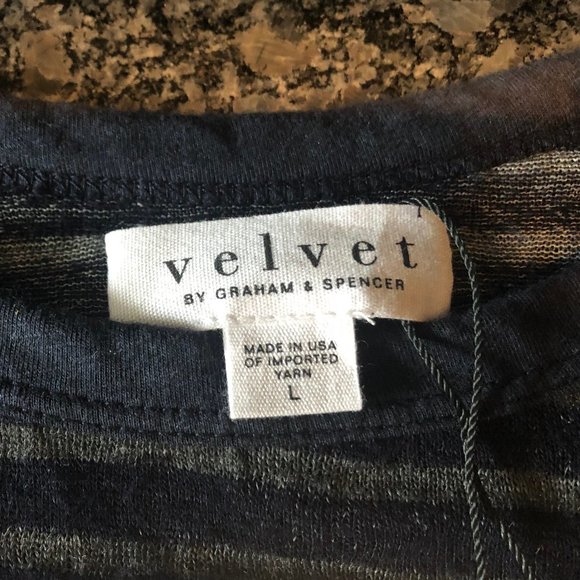 velvet
BY GRAHAM & SPENCER
MADE IN USA
OF IMPORTED
YARN
L